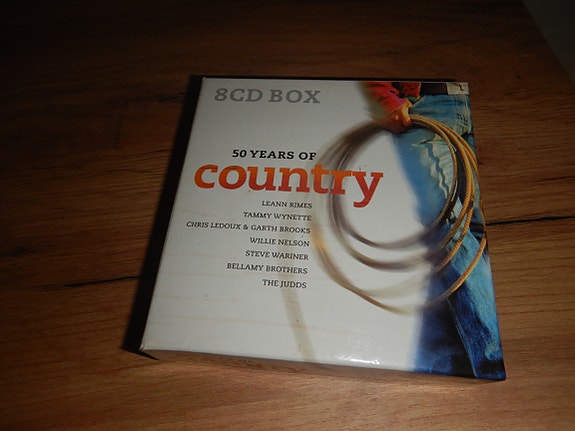 8CD BOX
50 YEARS OF
country
LEANN RIMES
TAMMY WYNETTE
CHRIS LEDOUX & GARTH BROOKS
WILLIE NELSON
STEVE WARINER
BELLAMY BROTHERS
THE JUDDS